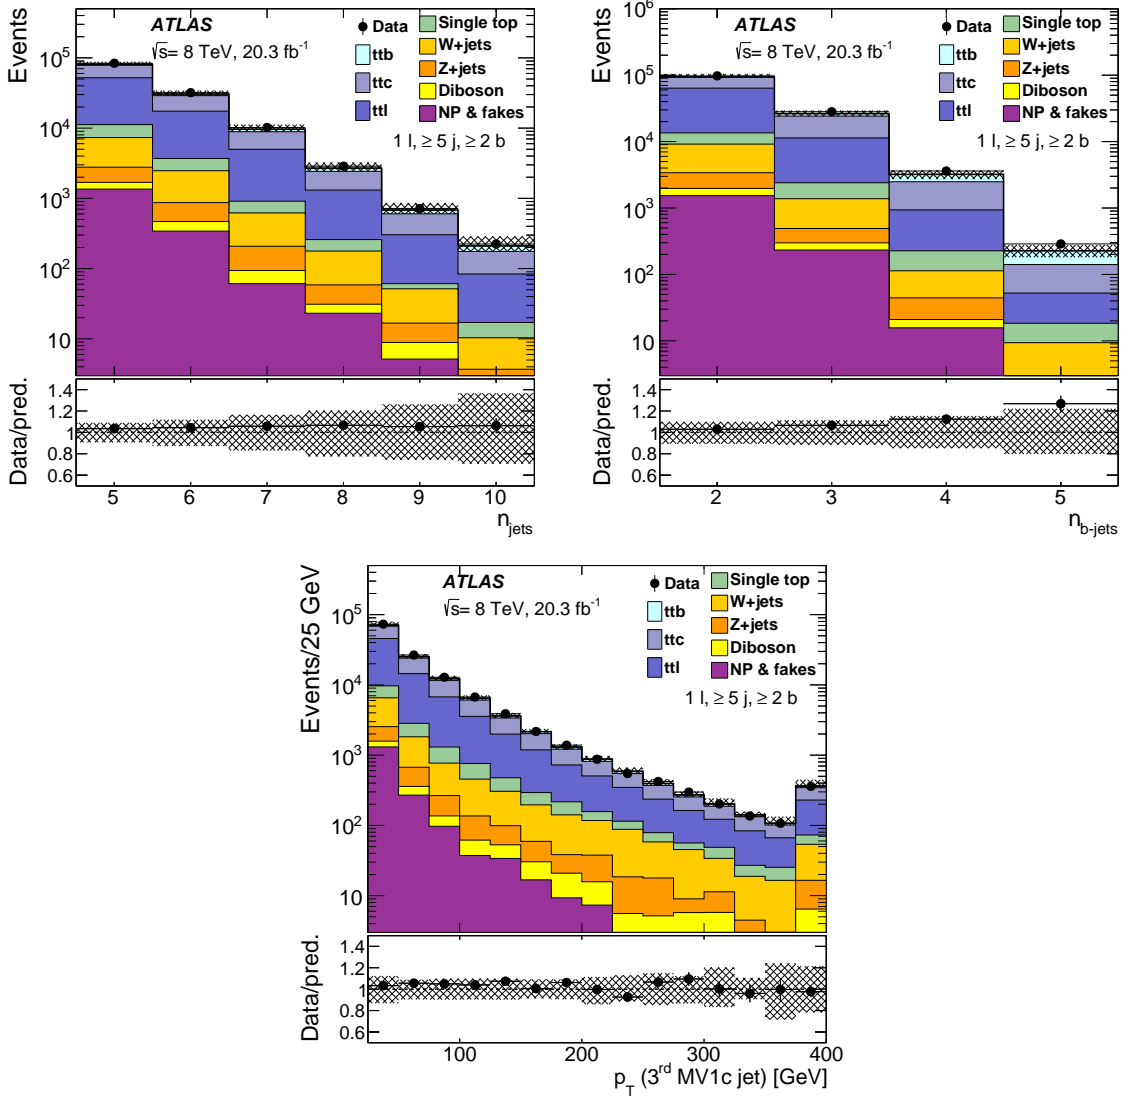 Events
ATLAS
√s= 8 TeV, 20.3 fb⁻¹
Data
ttb
ttc
ttl
Single top
W+jets
Z+jets
Diboson
NP & fakes
1 l, ≥ 5 j, ≥ 2 b
10⁵
10⁴
10³
10²
10
Data/pred.
1.4
1.2
1
0.8
0.6
5 6 7 8 9 10
n_jets
Events
ATLAS
√s= 8 TeV, 20.3 fb⁻¹
Data
ttb
ttc
ttl
Single top
W+jets
Z+jets
Diboson
NP & fakes
1 l, ≥ 5 j, ≥ 2 b
10⁶
10⁵
10⁴
10³
10²
10
Data/pred.
1.4
1.2
1
0.8
0.6
2 3 4 5
n_b-jets
Events/25 GeV
ATLAS
√s= 8 TeV, 20.3 fb⁻¹
Data
ttb
ttc
ttl
Single top
W+jets
Z+jets
Diboson
NP & fakes
1 l, ≥ 5 j, ≥ 2 b
10⁵
10⁴
10³
10²
10
Data/pred.
1.4
1.2
1
0.8
0.6
100 200 300 400
p_T (3ʳᵈ MV1c jet) [GeV]